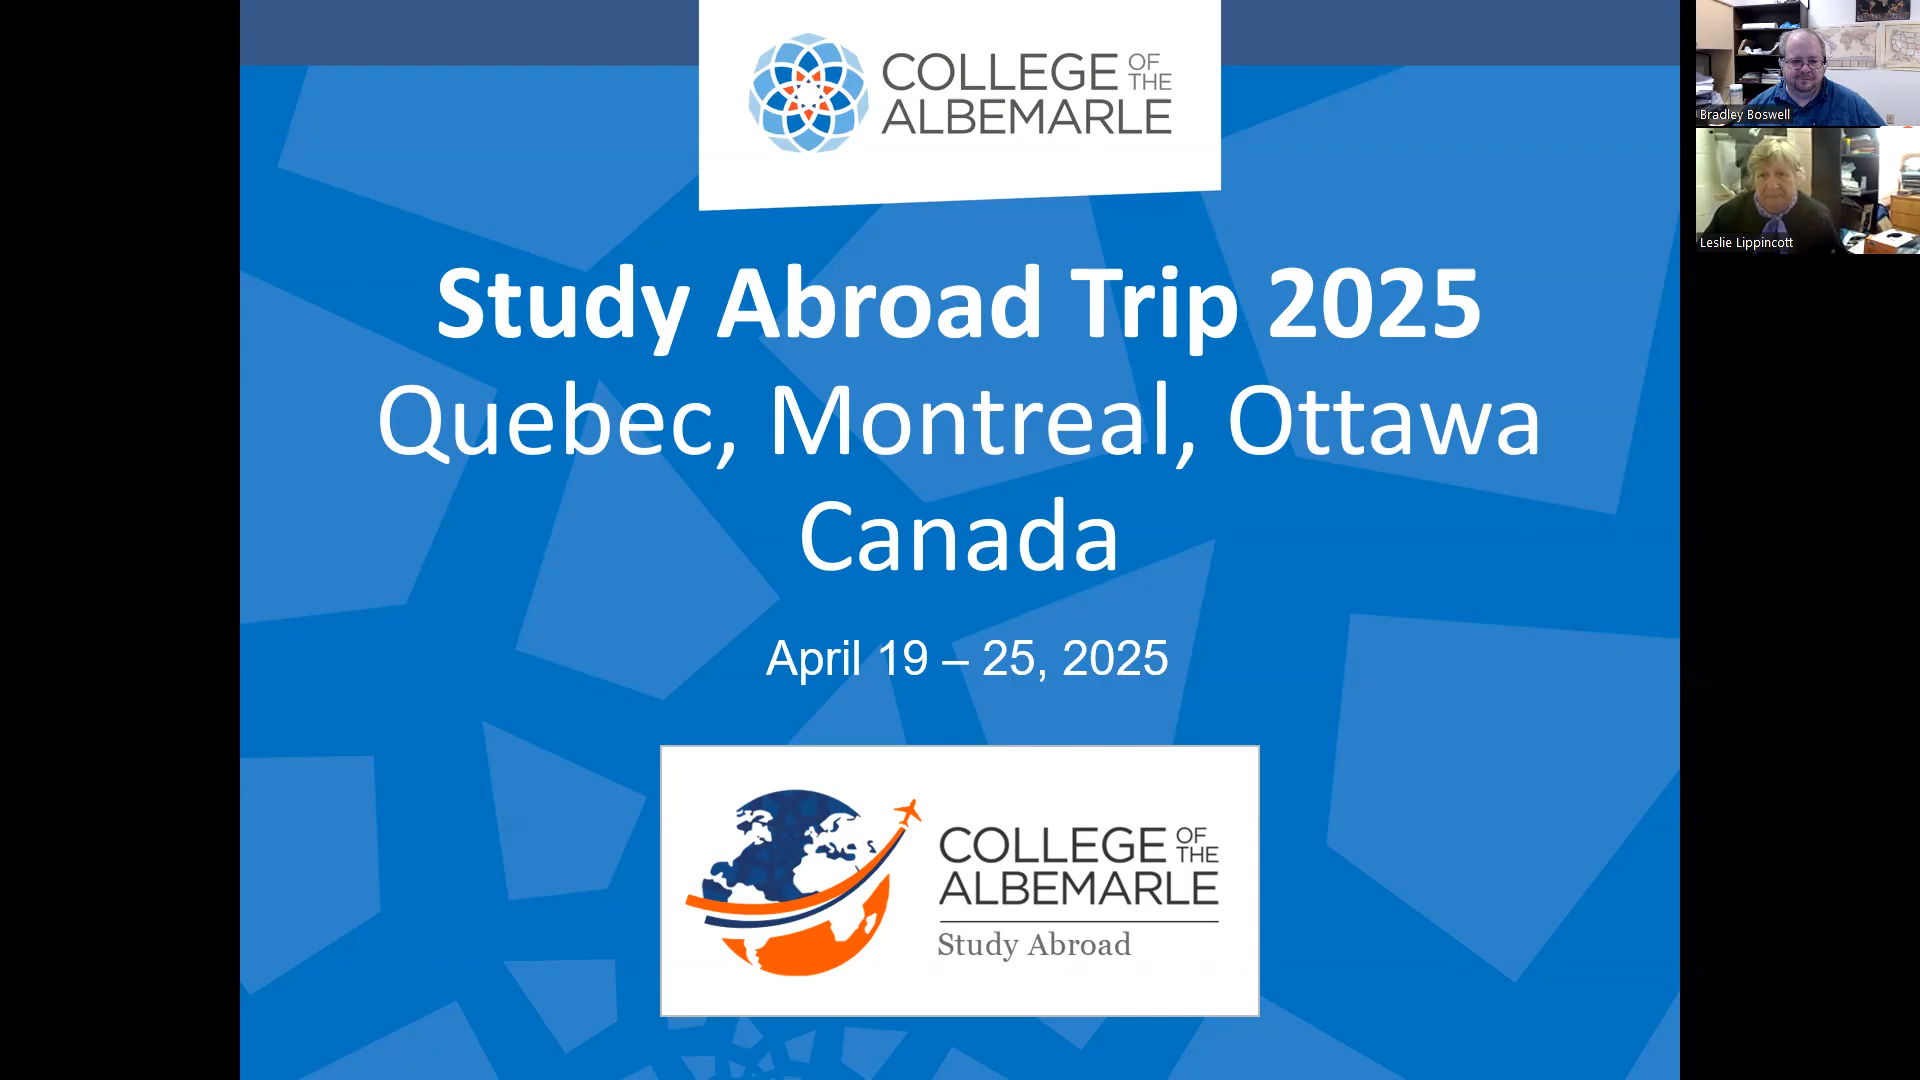 COLLEGE OF THE
ALBEMARLE
Study Abroad Trip 2025
Quebec, Montreal, Ottawa
Canada
April 19 – 25, 2025
COLLEGE OF THE
ALBEMARLE
Study Abroad
Bradley Boswell
Leslie Lippincott